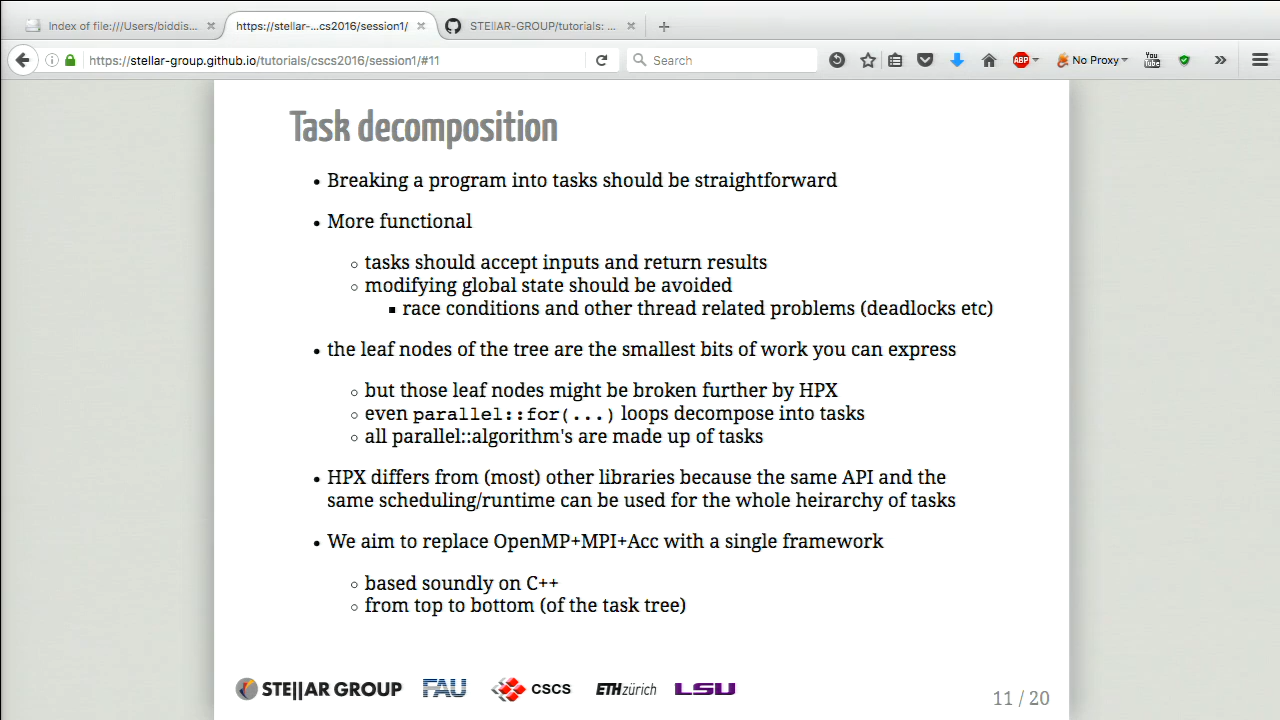 Index of file:///Users/biddis...
https://stellar-...cs2016/session1/
STEllAR-GROUP/tutorials: ...
https://stellar-group.github.io/tutorials/cscs2016/session1/#11
Search
ABP
No Proxy
You Tube
Task decomposition
• Breaking a program into tasks should be straightforward
• More functional
◦ tasks should accept inputs and return results
◦ modifying global state should be avoided
▪ race conditions and other thread related problems (deadlocks etc)
• the leaf nodes of the tree are the smallest bits of work you can express
◦ but those leaf nodes might be broken further by HPX
◦ even parallel::for(...) loops decompose into tasks
◦ all parallel::algorithm's are made up of tasks
• HPX differs from (most) other libraries because the same API and the
same scheduling/runtime can be used for the whole heirarchy of tasks
• We aim to replace OpenMP+MPI+Acc with a single framework
◦ based soundly on C++
◦ from top to bottom (of the task tree)
STE||AR GROUP FAU CSCS ETHzürich LSU
11 / 20